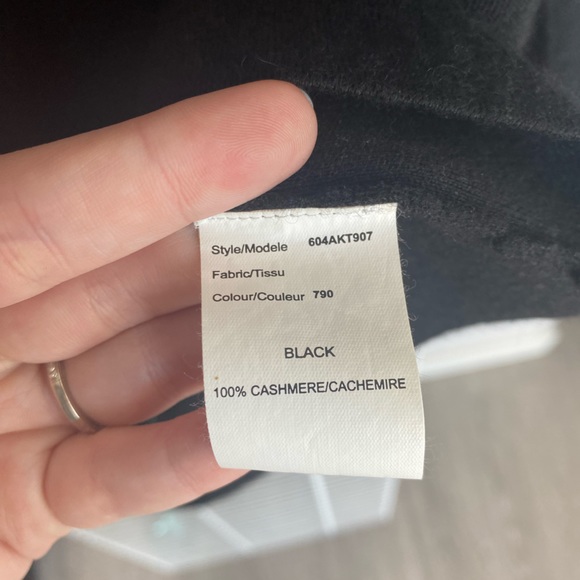 Style/Modele 604AKT907
Fabric/Tissu
Colour/Couleur 790
BLACK
100% CASHMERE/CACHEMIRE